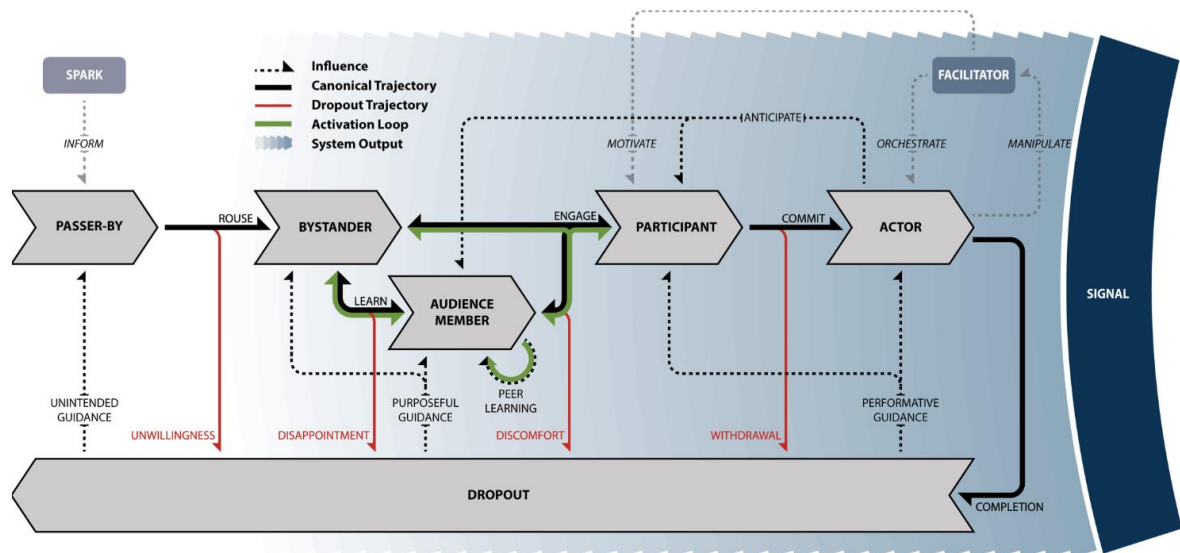 SPARK
Influence
Canonical Trajectory
Dropout Trajectory
Activation Loop
System Output
FACILITATOR
ANTICIPATE
INFORM
MOTIVATE
ORCHESTRATE
MANIPULATE
PASSER-BY
ROUSE
BYSTANDER
ENGAGE
PARTICIPANT
COMMIT
ACTOR
LEARN
AUDIENCE
MEMBER
SIGNAL
PEER
LEARNING
UNINTENDED
GUIDANCE
PURPOSEFUL
GUIDANCE
PERFORMATIVE
GUIDANCE
UNWILLINGNESS
DISAPPOINTMENT
DISCOMFORT
WITHDRAWAL
DROPOUT
COMPLETION